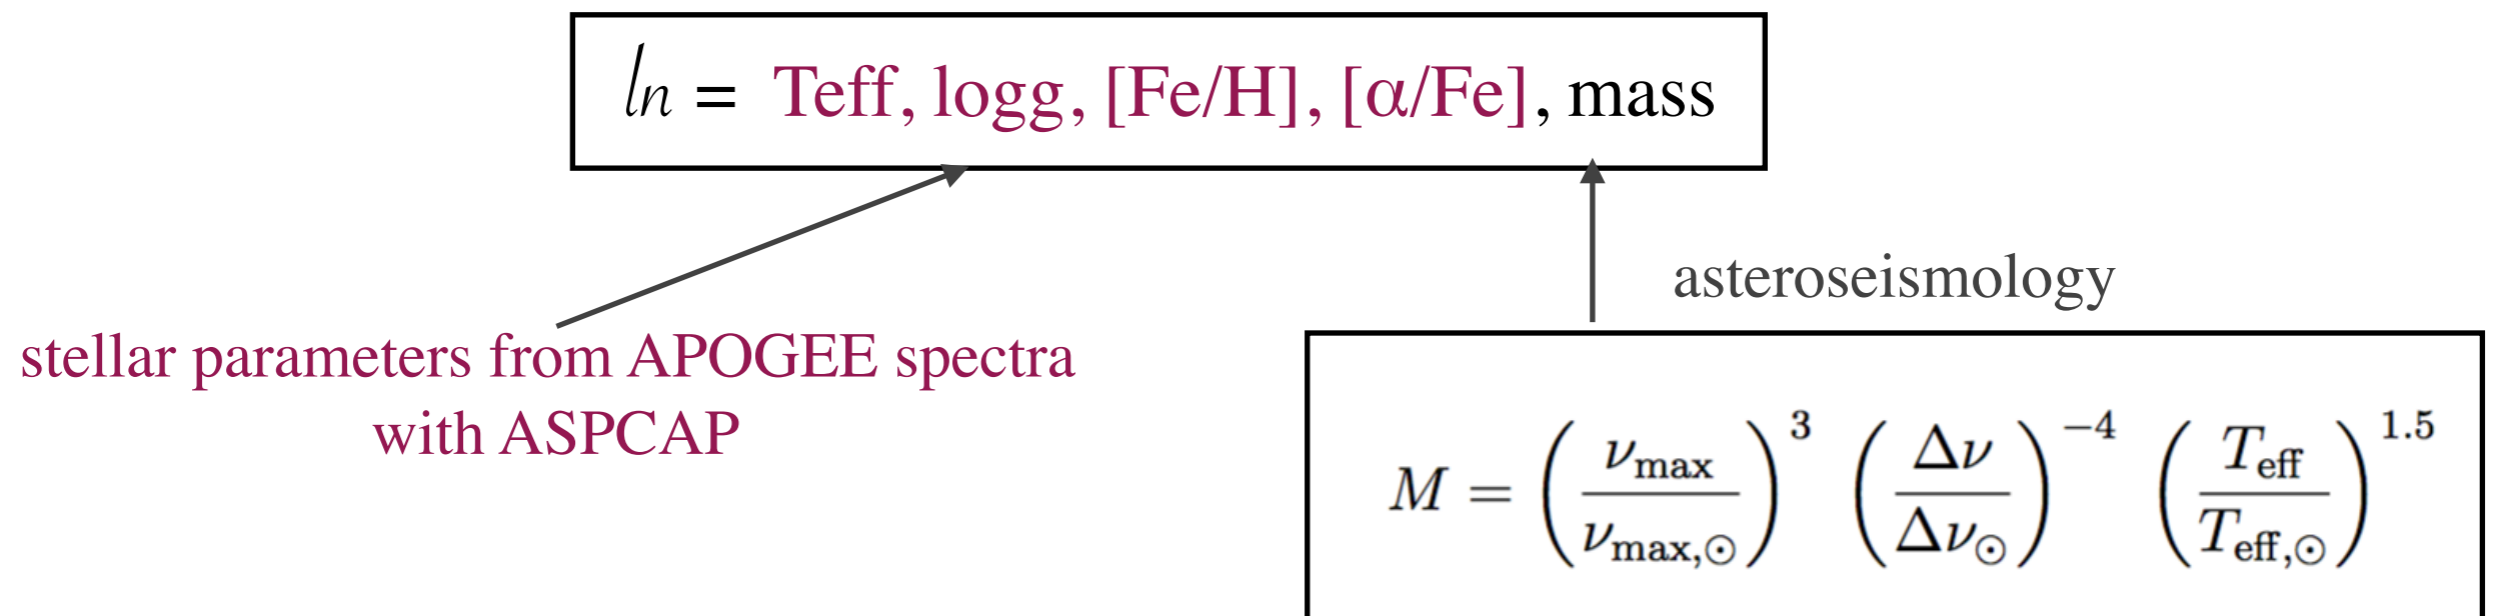 ln = Teff, logg, [Fe/H], [α/Fe], mass
asteroseismology
stellar parameters from APOGEE spectra
with ASPCAP
M = (ν_max / ν_max,⊙)^3 (Δν / Δν_⊙)^−4 (T_eff / T_eff,⊙)^1.5